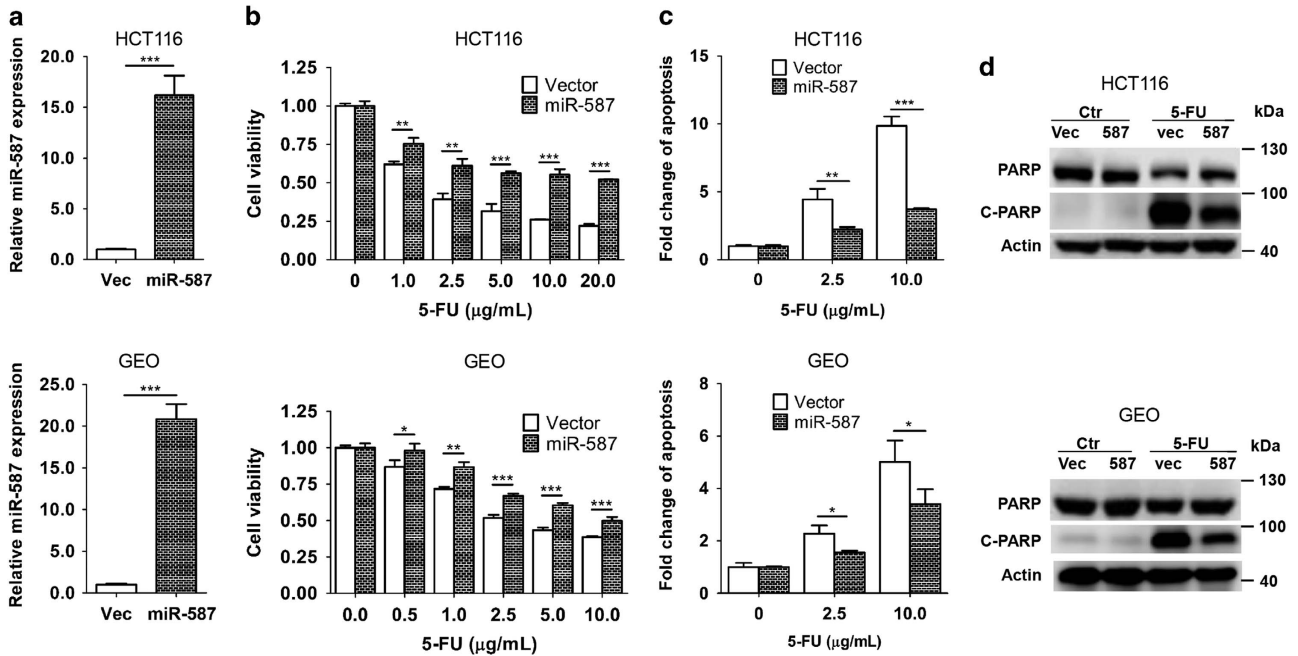 a
HCT116
Relative miR-587 expression
20.0
15.0
10.0
5.0
0.0
***
Vec miR-587
GEO
Relative miR-587 expression
25.0
20.0
15.0
10.0
5.0
0.0
***
Vec miR-587
b
HCT116
Cell viability
1.25
1.00
0.75
0.50
0.25
0.00
Vector
miR-587
** ** *** *** ***
0 1.0 2.5 5.0 10.0 20.0
5-FU (μg/mL)
GEO
Cell viability
1.25
1.00
0.75
0.50
0.25
0.00
Vector
miR-587
* ** *** *** ***
0.0 0.5 1.0 2.5 5.0 10.0
5-FU (μg/mL)
c
HCT116
Fold change of apoptosis
15
10
5
0
Vector
miR-587
** ***
0 2.5 10.0
5-FU (μg/mL)
GEO
Fold change of apoptosis
8
6
4
2
0
Vector
miR-587
* *
0 2.5 10.0
5-FU (μg/mL)
d
HCT116
Ctr 5-FU kDa
Vec 587 vec 587
130
PARP
100
C-PARP
Actin
40
GEO
Ctr 5-FU kDa
Vec 587 Vec 587
130
PARP
100
C-PARP
Actin
40